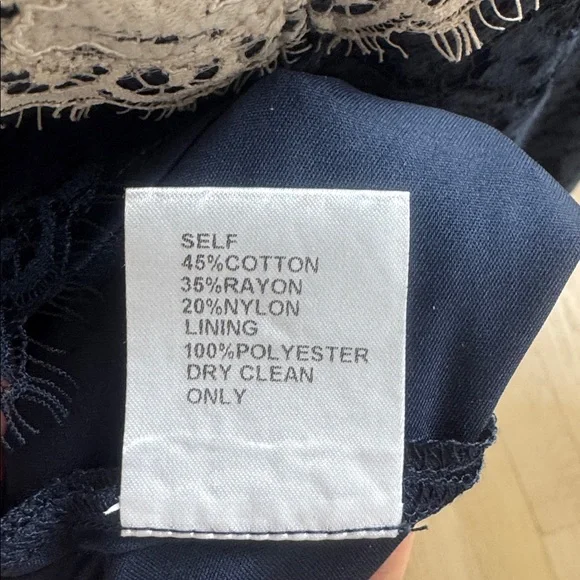 SELF
45%COTTON
35%RAYON
20%NYLON
LINING
100%POLYESTER
DRY CLEAN
ONLY